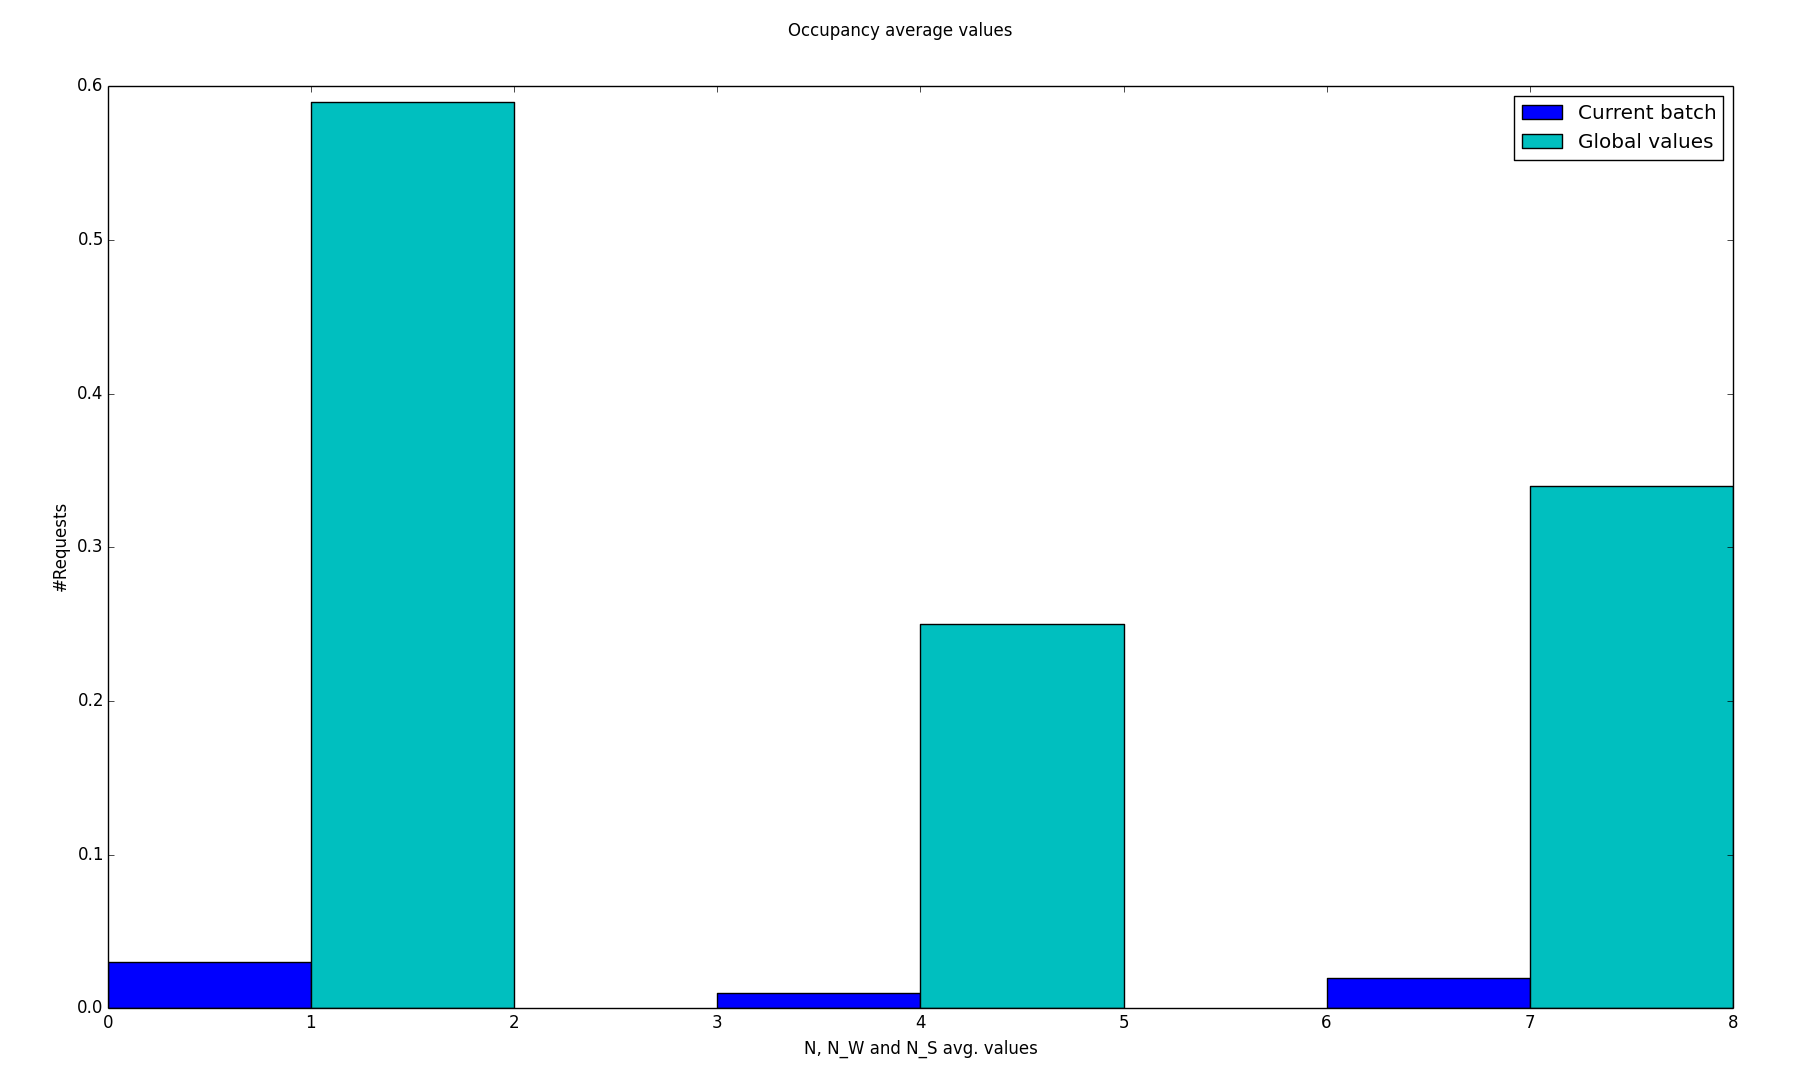 Occupancy average values
Current batch
Global values
0.6
0.5
0.4
0.3
0.2
0.1
0.0
#Requests
0 1 2 3 4 5 6 7 8
N, N_W and N_S avg. values